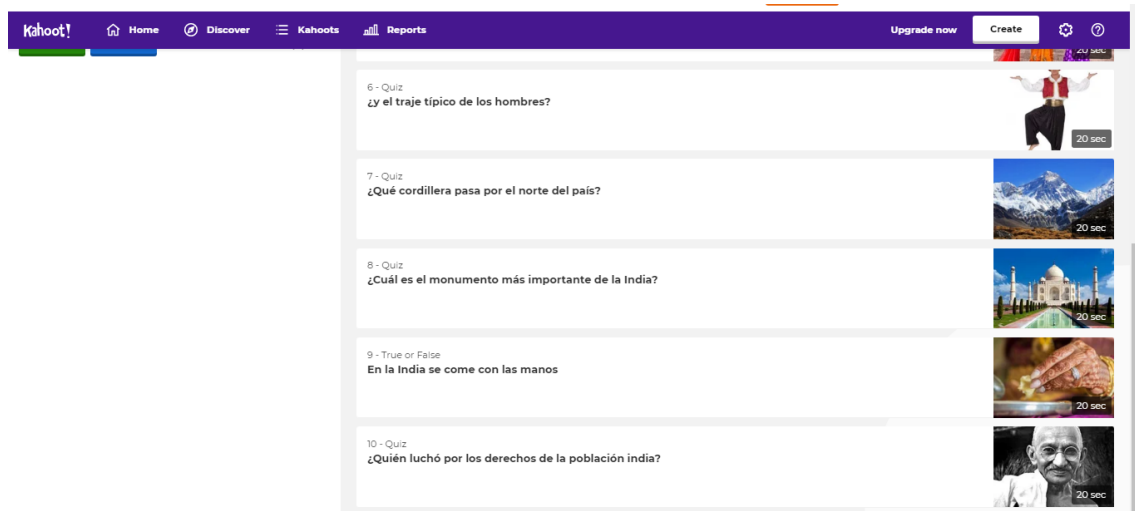 Kahoot! Home Discover Kahoots Reports Upgrade now Create
20 sec
6 - Quiz
¿y el traje típico de los hombres?
20 sec
7 - Quiz
¿Qué cordillera pasa por el norte del país?
20 sec
8 - Quiz
¿Cuál es el monumento más importante de la India?
20 sec
9 - True or False
En la India se come con las manos
20 sec
10 - Quiz
¿Quién luchó por los derechos de la población india?
20 sec